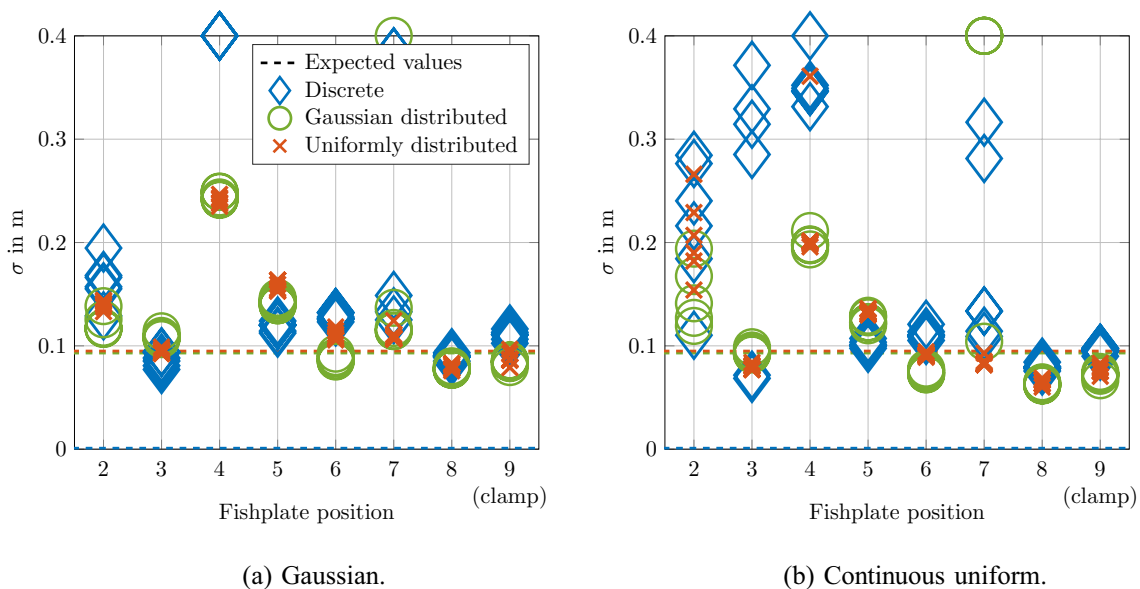 0.4
0.3
0.2
0.1
0
σ in m
2 3 4 5 6 7 8 9
(clamp)
Fishplate position
Expected values
Discrete
Gaussian distributed
Uniformly distributed
(a) Gaussian.
0.4
0.3
0.2
0.1
0
σ in m
2 3 4 5 6 7 8 9
(clamp)
Fishplate position
(b) Continuous uniform.